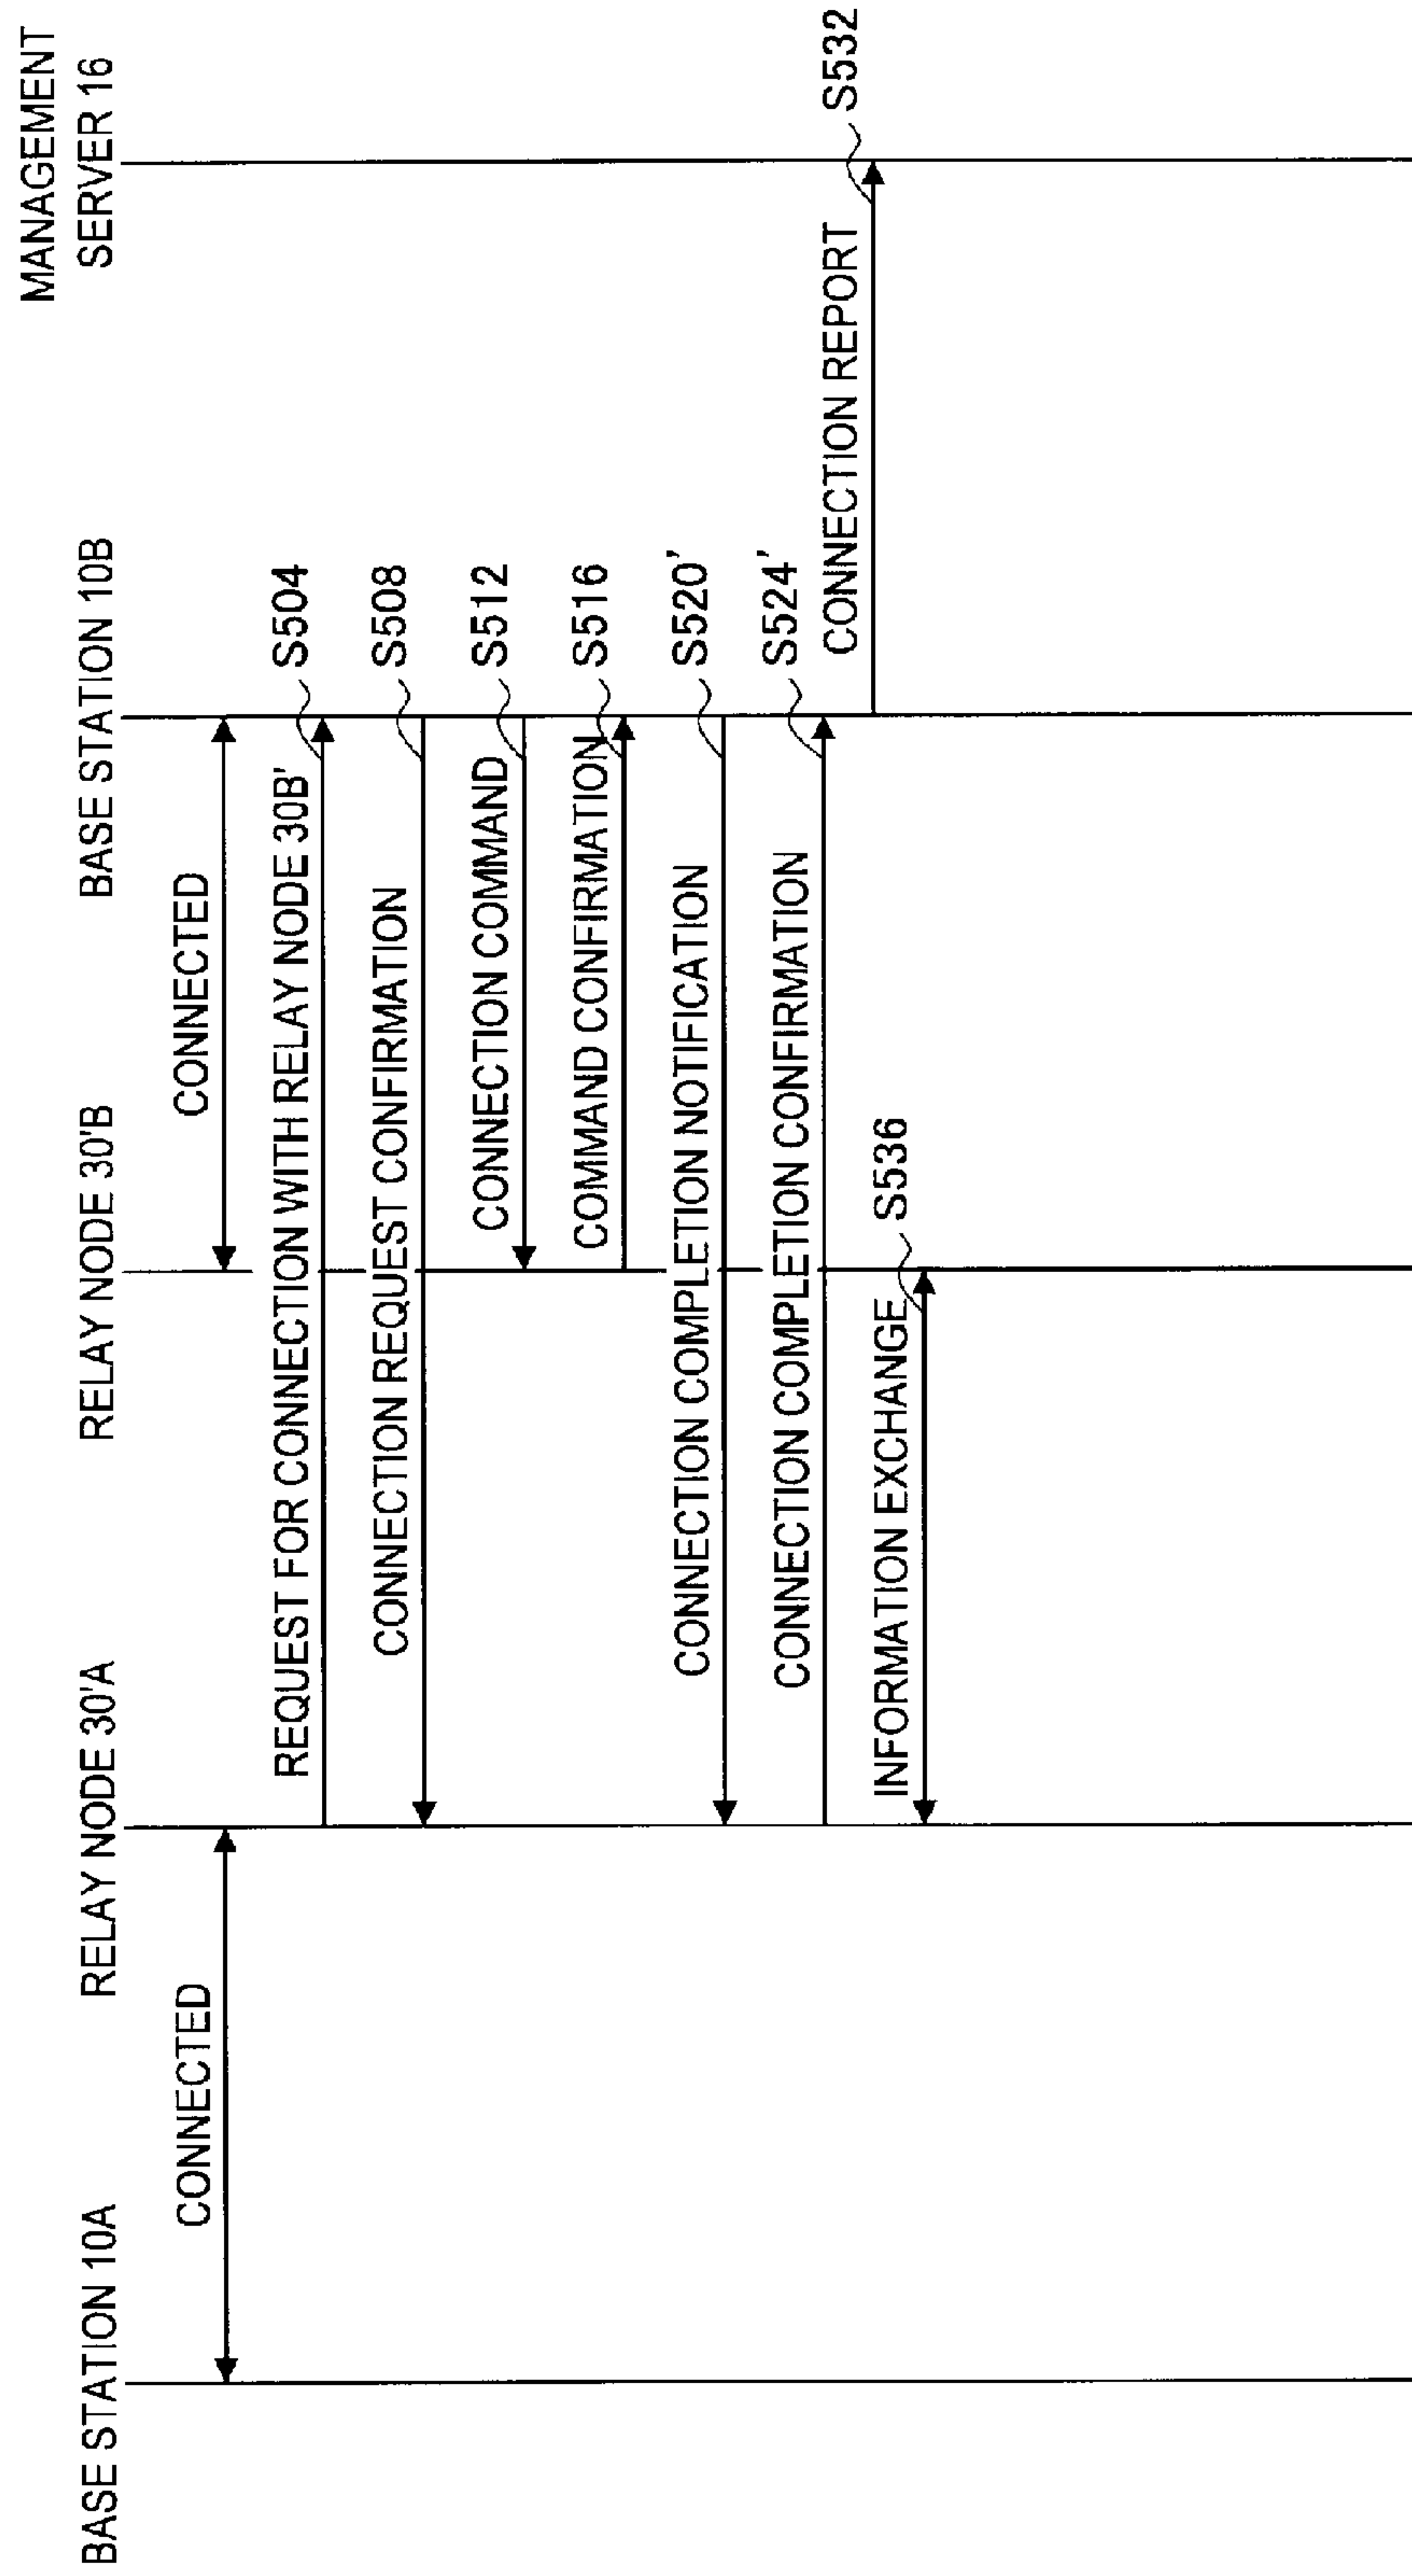 BASE STATION 10A
RELAY NODE 30'A
RELAY NODE 30'B
BASE STATION 10B
MANAGEMENT
SERVER 16
CONNECTED
CONNECTED
REQUEST FOR CONNECTION WITH RELAY NODE 30B'
S504
CONNECTION REQUEST CONFIRMATION
S508
CONNECTION COMMAND
S512
COMMAND CONFIRMATION
S516
CONNECTION COMPLETION NOTIFICATION
S520'
CONNECTION COMPLETION CONFIRMATION
S524'
CONNECTION REPORT
S532
INFORMATION EXCHANGE
S536